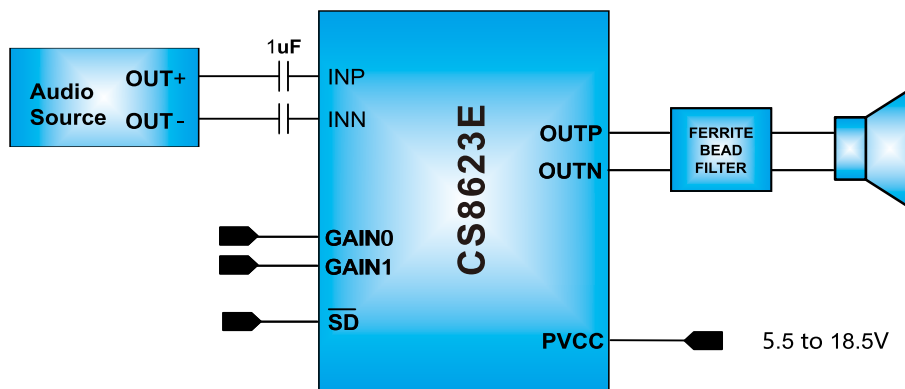 1uF
Audio
Source
OUT+
OUT-
INP
INN
GAIN0
GAIN1
SD
CS8623E
OUTP
OUTN
PVCC
FERRITE
BEAD
FILTER
5.5 to 18.5V